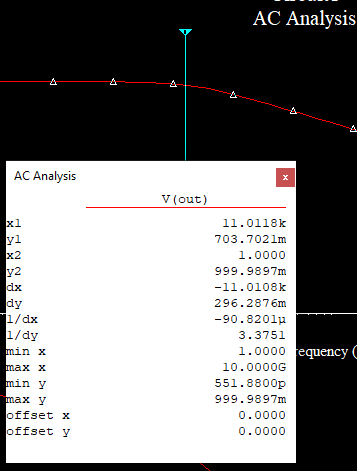 AC Analysis
AC Analysis
x
V(out)
x1 11.0118k
y1 703.7021m
x2 1.0000
y2 999.9897m
dx -11.0108k
dy 296.2876m
1/dx -90.8201µ
1/dy 3.3751
min x 1.0000
max x 10.0000G
min y 551.8800p
max y 999.9897m
offset x 0.0000
offset y 0.0000
requency (